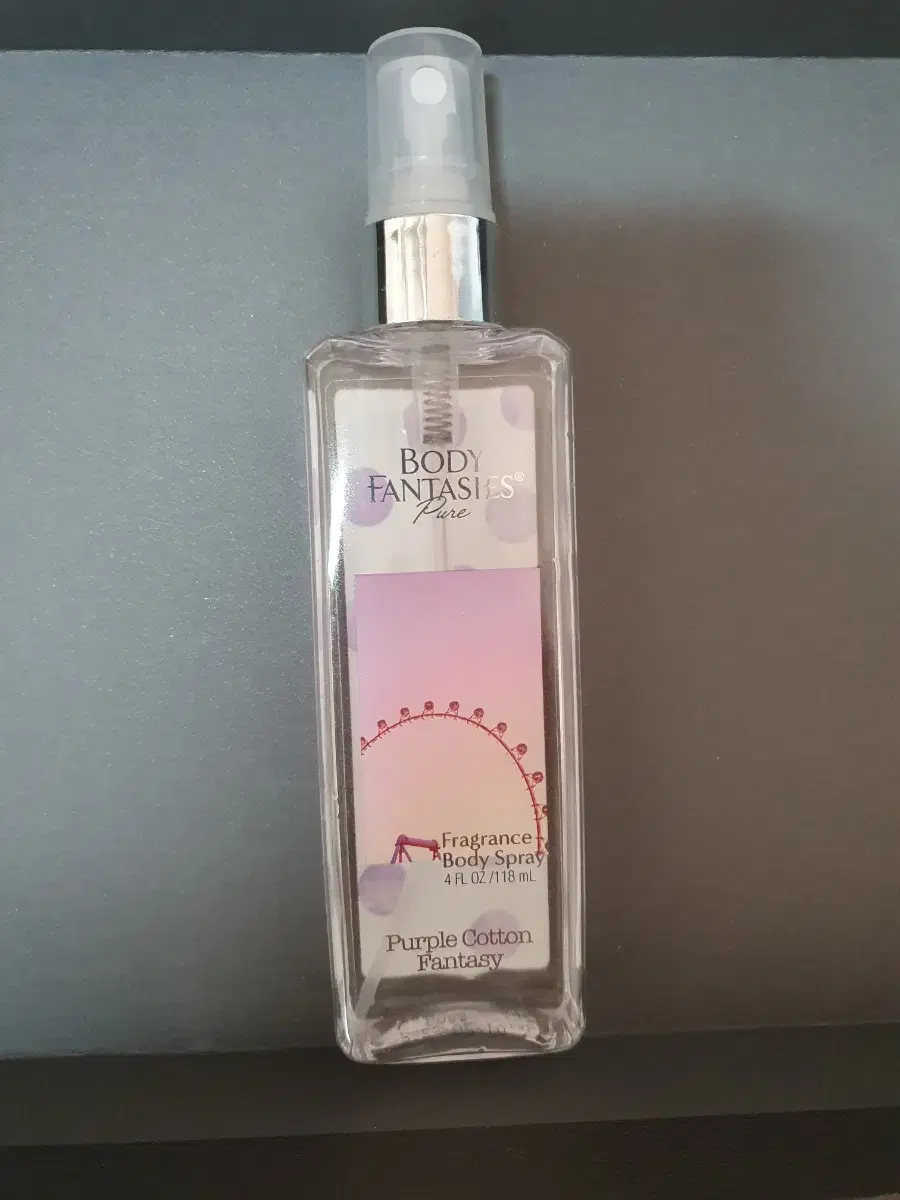 BODY
FANTASIES®
Pure
Fragrance
Body Spray
4 FL OZ/118 mL
Purple Cotton
Fantasy